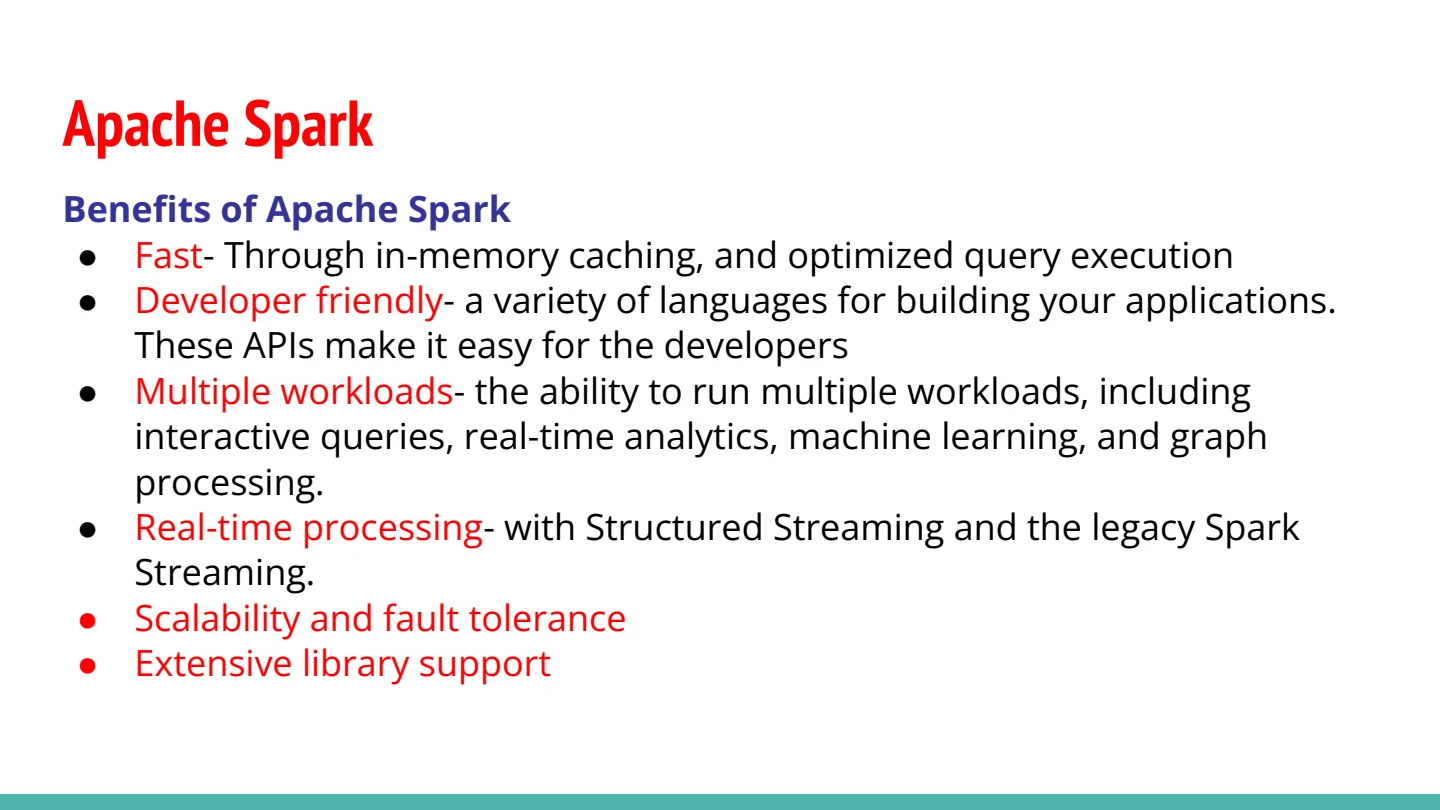 Apache Spark
Benefits of Apache Spark
● Fast- Through in-memory caching, and optimized query execution
● Developer friendly- a variety of languages for building your applications.
These APIs make it easy for the developers
● Multiple workloads- the ability to run multiple workloads, including
interactive queries, real-time analytics, machine learning, and graph
processing.
● Real-time processing- with Structured Streaming and the legacy Spark
Streaming.
● Scalability and fault tolerance
● Extensive library support